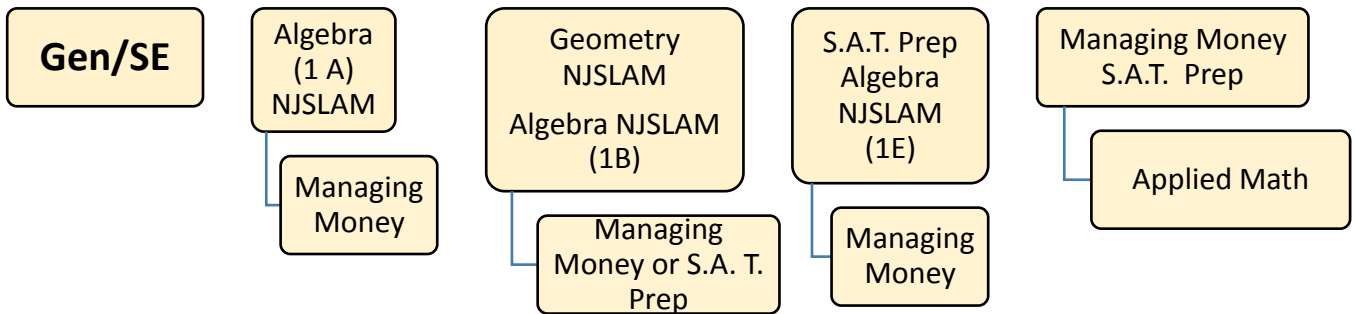 Gen/SE
Algebra
(1 A)
NJSLAM
Managing
Money
Geometry
NJSLAM
Algebra NJSLAM
(1B)
Managing
Money or S.A. T.
Prep
S.A.T. Prep
Algebra
NJSLAM
(1E)
Managing
Money
Managing Money
S.A.T. Prep
Applied Math